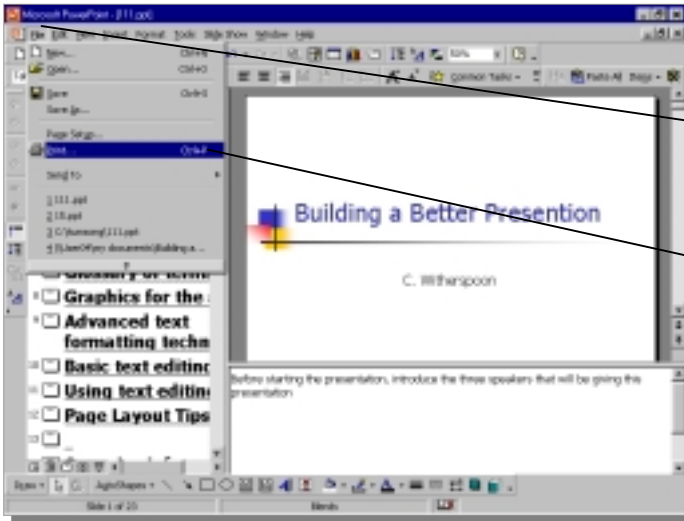 Microsoft PowerPoint - [111.ppt]
File Edit View Insert Format Tools Slide Show Window Help
New... Ctrl+N
Open... Ctrl+O
Save Ctrl+S
Save As...
Page Setup...
Print... Ctrl+P
Send To
1 111.ppt
2 15.ppt
Common Tasks
50%
Building a Better Presention
C. Witherspoon
Graphics for the
Advanced text
formatting techn
Basic text editing
Using text editing
Page Layout Tips
Before starting the presentation, introduce the three speakers that will be giving this
presentation
Draw AutoShapes
Slide 1 of 23 Blends